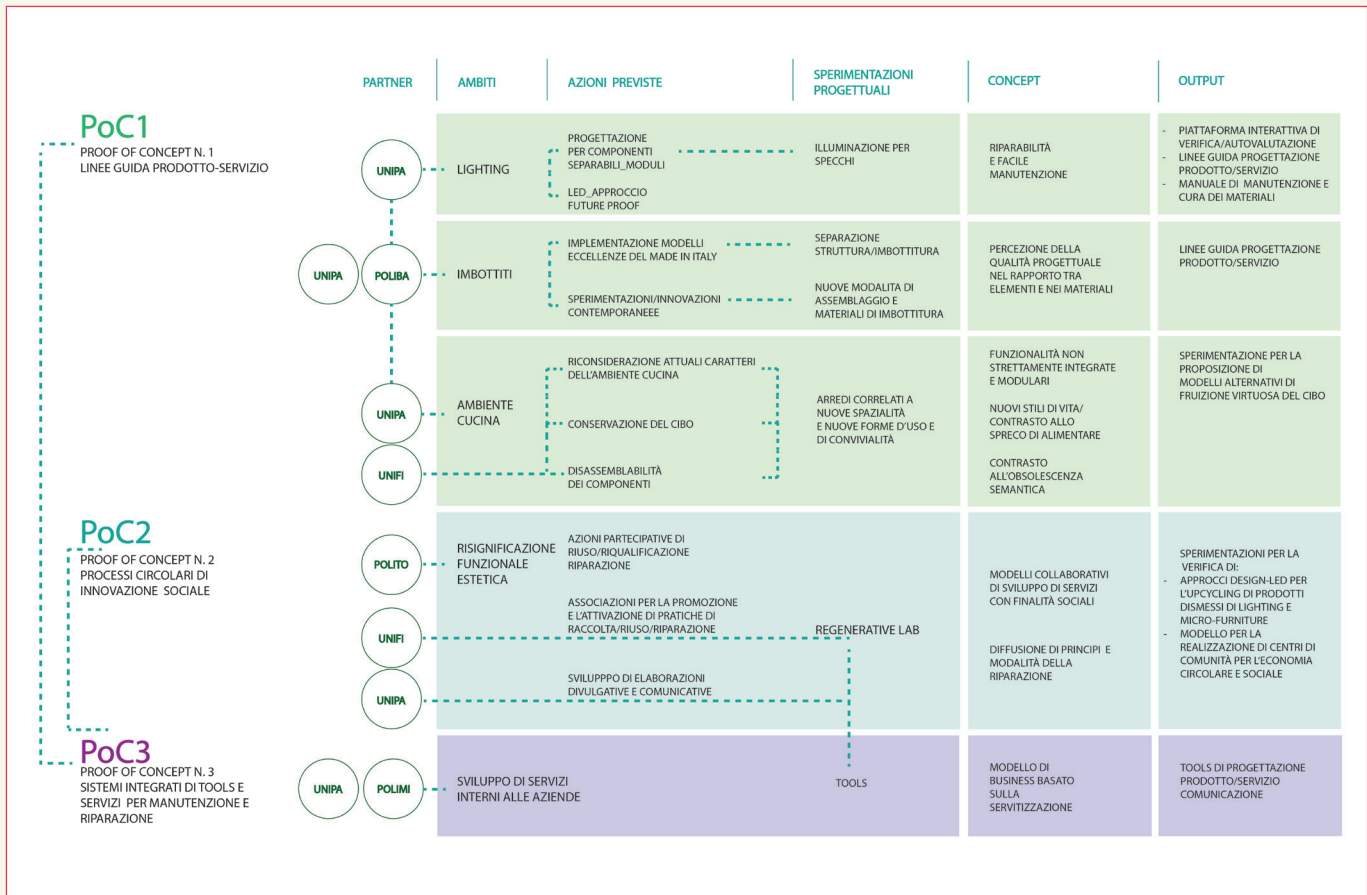 PARTNER
AMBITI
AZIONI PREVISTE
SPERIMENTAZIONI
PROGETTUALI
CONCEPT
OUTPUT
PoC1
PROOF OF CONCEPT N. 1
LINEE GUIDA PRODOTTO-SERVIZIO
UNIPA
LIGHTING
PROGETTAZIONE
PER COMPONENTI
SEPARABILI_MODULI
LED_APPROCCIO
FUTURE PROOF
ILLUMINAZIONE PER
SPECCHI
RIPARABILITÀ
E FACILE
MANUTENZIONE
- PIATTAFORMA INTERATTIVA DI
VERIFICA/AUTOVALUTAZIONE
- LINEE GUIDA PROGETTAZIONE
PRODOTTO/SERVIZIO
- MANUALE DI MANUTENZIONE E
CURA DEI MATERIALI
UNIPA
POLIBA
IMBOTTITI
IMPLEMENTAZIONE MODELLI
ECCELLENZE DEL MADE IN ITALY
SPERIMENTAZIONI/INNOVAZIONI
CONTEMPORANEEE
SEPARAZIONE
STRUTTURA/IMBOTTITURA
NUOVE MODALITA DI
ASSEMBLAGGIO E
MATERIALI DI IMBOTTITURA
PERCEZIONE DELLA
QUALITÀ PROGETTUALE
NEL RAPPORTO TRA
ELEMENTI E NEI MATERIALI
LINEE GUIDA PROGETTAZIONE
PRODOTTO/SERVIZIO
UNIPA
UNIFI
AMBIENTE
CUCINA
RICONSIDERAZIONE ATTUALI CARATTERI
DELL'AMBIENTE CUCINA
CONSERVAZIONE DEL CIBO
DISASSEMBLABILITÀ
DEI COMPONENTI
ARREDI CORRELATI A
NUOVE SPAZIALITÀ
E NUOVE FORME D'USO E
DI CONVIVIALITÀ
FUNZIONALITÀ NON
STRETTAMENTE INTEGRATE
E MODULARI
NUOVI STILI DI VITA/
CONTRASTO ALLO
SPRECO DI ALIMENTARE
CONTRASTO
ALL'OBSOLESCENZA
SEMANTICA
SPERIMENTAZIONE PER LA
PROPOSIZIONE DI
MODELLI ALTERNATIVI DI
FRUIZIONE VIRTUOSA DEL CIBO
PoC2
PROOF OF CONCEPT N. 2
PROCESSI CIRCOLARI DI
INNOVAZIONE SOCIALE
POLITO
UNIFI
UNIPA
RISIGNIFICAZIONE
FUNZIONALE
ESTETICA
AZIONI PARTECIPATIVE DI
RIUSO/RIQUALIFICAZIONE
RIPARAZIONE
ASSOCIAZIONI PER LA PROMOZIONE
E L'ATTIVAZIONE DI PRATICHE DI
RACCOLTA/RIUSO/RIPARAZIONE
SVILUPPPO DI ELABORAZIONI
DIVULGATIVE E COMUNICATIVE
REGENERATIVE LAB
MODELLI COLLABORATIVI
DI SVILUPPO DI SERVIZI
CON FINALITÀ SOCIALI
DIFFUSIONE DI PRINCIPI E
MODALITÀ DELLA
RIPARAZIONE
SPERIMENTAZIONI PER LA
VERIFICA DI:
- APPROCCI DESIGN-LED PER
L'UPCYCLING DI PRODOTTI
DISMESSI DI LIGHTING E
MICRO-FURNITURE
- MODELLO PER LA
REALIZZAZIONE DI CENTRI DI
COMUNITÀ PER L'ECONOMIA
CIRCOLARE E SOCIALE
PoC3
PROOF OF CONCEPT N. 3
SISTEMI INTEGRATI DI TOOLS E
SERVIZI PER MANUTENZIONE E
RIPARAZIONE
UNIPA
POLIMI
SVILUPPO DI SERVIZI
INTERNI ALLE AZIENDE
TOOLS
MODELLO DI
BUSINESS BASATO
SULLA
SERVITIZZAZIONE
TOOLS DI PROGETTAZIONE
PRODOTTO/SERVIZIO
COMUNICAZIONE